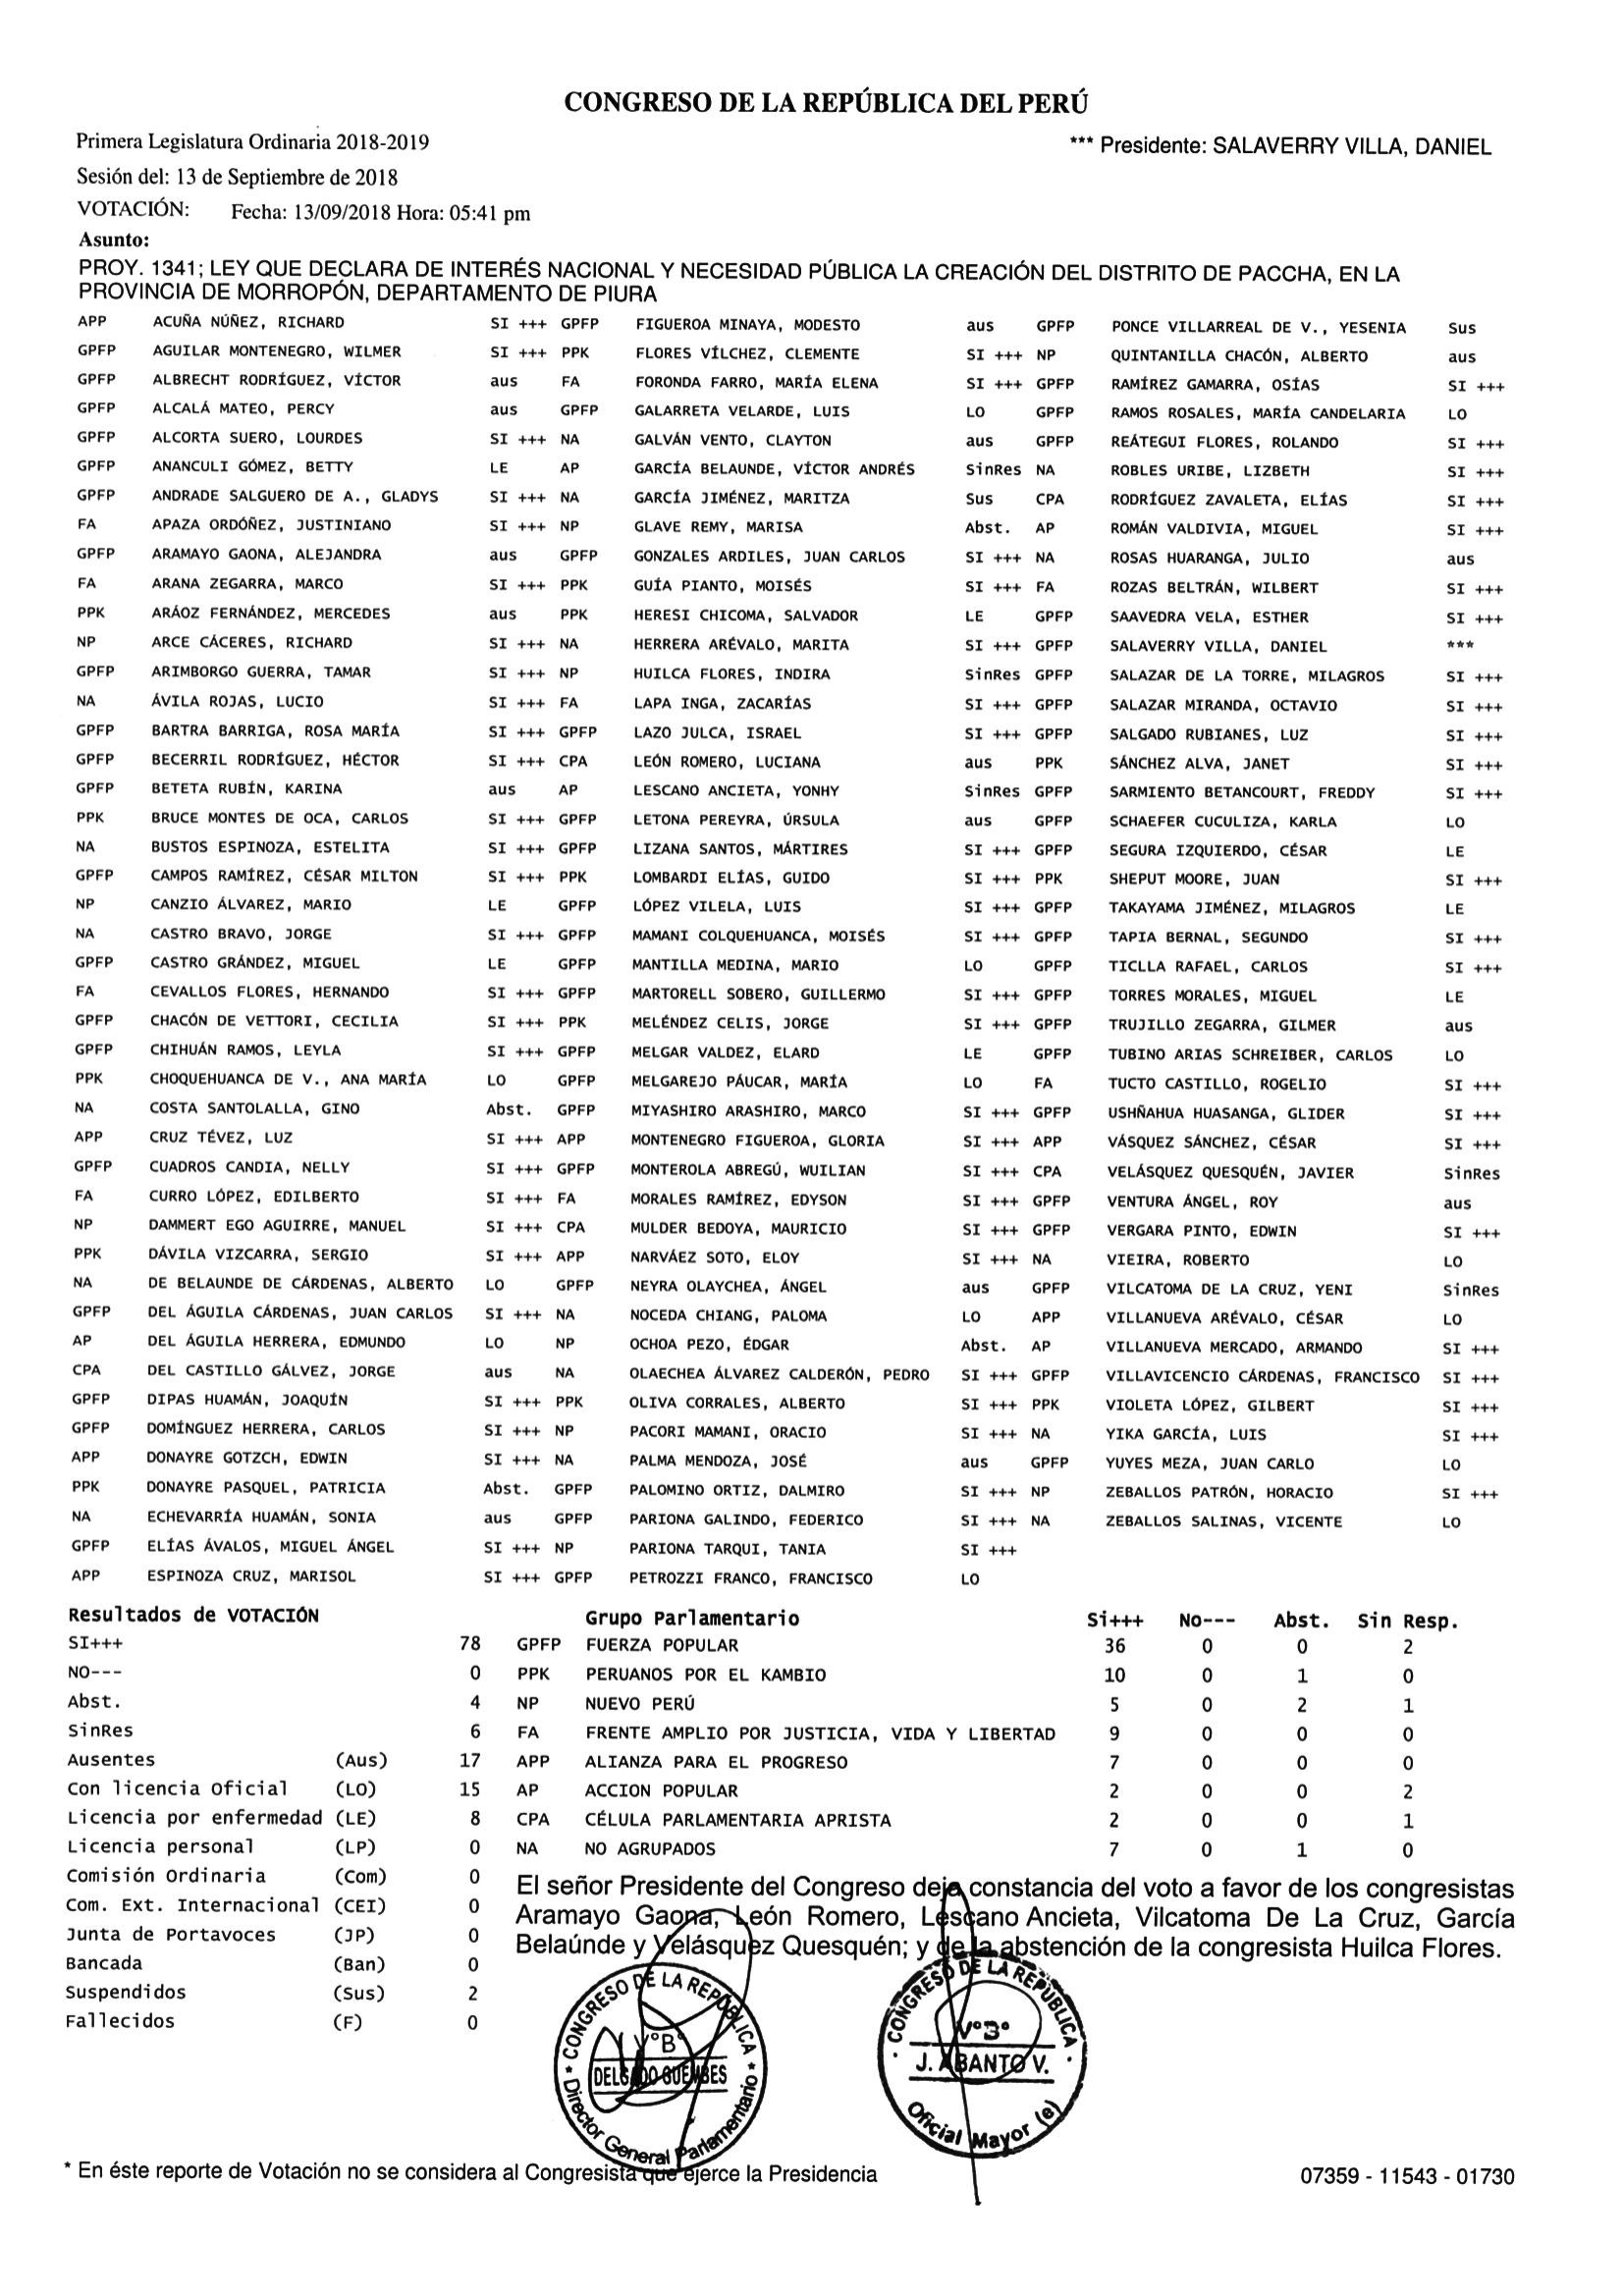 CONGRESO DE LA REPÚBLICA DEL PERÚ
Primera Legislatura Ordinaria 2018-2019 *** Presidente: SALAVERRY VILLA, DANIEL
Sesión del: 13 de Septiembre de 2018
VOTACIÓN: Fecha: 13/09/2018 Hora: 05:41 pm
Asunto:
PROY. 1341; LEY QUE DECLARA DE INTERÉS NACIONAL Y NECESIDAD PÚBLICA LA CREACIÓN DEL DISTRITO DE PACCHA, EN LA
PROVINCIA DE MORROPÓN, DEPARTAMENTO DE PIURA
APP ACUÑA NÚÑEZ, RICHARD SI +++ GPFP FIGUEROA MINAYA, MODESTO aus GPFP PONCE VILLARREAL DE V., YESENIA Sus
GPFP AGUILAR MONTENEGRO, WILMER SI +++ PPK FLORES VÍLCHEZ, CLEMENTE SI +++ NP QUINTANILLA CHACÓN, ALBERTO aus
GPFP ALBRECHT RODRÍGUEZ, VÍCTOR aus FA FORONDA FARRO, MARÍA ELENA SI +++ GPFP RAMÍREZ GAMARRA, OSÍAS SI +++
GPFP ALCALÁ MATEO, PERCY aus GPFP GALARRETA VELARDE, LUIS LO GPFP RAMOS ROSALES, MARÍA CANDELARIA LO
GPFP ALCORTA SUERO, LOURDES SI +++ NA GALVÁN VENTO, CLAYTON aus GPFP REÁTEGUI FLORES, ROLANDO SI +++
GPFP ANANCULI GÓMEZ, BETTY LE AP GARCÍA BELAUNDE, VÍCTOR ANDRÉS SinRes NA ROBLES URIBE, LIZBETH SI +++
GPFP ANDRADE SALGUERO DE A., GLADYS SI +++ NA GARCÍA JIMÉNEZ, MARITZA Sus CPA RODRÍGUEZ ZAVALETA, ELÍAS SI +++
FA APAZA ORDÓÑEZ, JUSTINIANO SI +++ NP GLAVE REMY, MARISA Abst. AP ROMÁN VALDIVIA, MIGUEL SI +++
GPFP ARAMAYO GAONA, ALEJANDRA aus GPFP GONZALES ARDILES, JUAN CARLOS SI +++ NA ROSAS HUARANGA, JULIO aus
FA ARANA ZEGARRA, MARCO SI +++ PPK GUÍA PIANTO, MOISÉS SI +++ FA ROZAS BELTRÁN, WILBERT SI +++
PPK ARÁOZ FERNÁNDEZ, MERCEDES aus PPK HERESI CHICOMA, SALVADOR LE GPFP SAAVEDRA VELA, ESTHER SI +++
NP ARCE CÁCERES, RICHARD SI +++ NA HERRERA ARÉVALO, MARITA SI +++ GPFP SALAVERRY VILLA, DANIEL ***
GPFP ARIMBORGO GUERRA, TAMAR SI +++ NP HUILCA FLORES, INDIRA SinRes GPFP SALAZAR DE LA TORRE, MILAGROS SI +++
NA ÁVILA ROJAS, LUCIO SI +++ FA LAPA INGA, ZACARÍAS SI +++ GPFP SALAZAR MIRANDA, OCTAVIO SI +++
GPFP BARTRA BARRIGA, ROSA MARÍA SI +++ GPFP LAZO JULCA, ISRAEL SI +++ GPFP SALGADO RUBIANES, LUZ SI +++
GPFP BECERRIL RODRÍGUEZ, HÉCTOR SI +++ CPA LEÓN ROMERO, LUCIANA aus PPK SÁNCHEZ ALVA, JANET SI +++
GPFP BETETA RUBÍN, KARINA aus AP LESCANO ANCIETA, YONHY SinRes GPFP SARMIENTO BETANCOURT, FREDDY SI +++
PPK BRUCE MONTES DE OCA, CARLOS SI +++ GPFP LETONA PEREYRA, ÚRSULA aus GPFP SCHAEFER CUCULIZA, KARLA LO
NA BUSTOS ESPINOZA, ESTELITA SI +++ GPFP LIZANA SANTOS, MÁRTIRES SI +++ GPFP SEGURA IZQUIERDO, CÉSAR LE
GPFP CAMPOS RAMÍREZ, CÉSAR MILTON SI +++ PPK LOMBARDI ELÍAS, GUIDO SI +++ PPK SHEPUT MOORE, JUAN SI +++
NP CANZIO ÁLVAREZ, MARIO LE GPFP LÓPEZ VILELA, LUIS SI +++ GPFP TAKAYAMA JIMÉNEZ, MILAGROS LE
NA CASTRO BRAVO, JORGE SI +++ GPFP MAMANI COLQUEHUANCA, MOISÉS SI +++ GPFP TAPIA BERNAL, SEGUNDO SI +++
GPFP CASTRO GRÁNDEZ, MIGUEL LE GPFP MANTILLA MEDINA, MARIO LO GPFP TICLLA RAFAEL, CARLOS SI +++
FA CEVALLOS FLORES, HERNANDO SI +++ GPFP MARTORELL SOBERO, GUILLERMO SI +++ GPFP TORRES MORALES, MIGUEL LE
GPFP CHACÓN DE VETTORI, CECILIA SI +++ PPK MELÉNDEZ CELIS, JORGE SI +++ GPFP TRUJILLO ZEGARRA, GILMER aus
GPFP CHIHUÁN RAMOS, LEYLA SI +++ GPFP MELGAR VALDEZ, ELARD LE GPFP TUBINO ARIAS SCHREIBER, CARLOS LO
PPK CHOQUEHUANCA DE V., ANA MARÍA LO GPFP MELGAREJO PÁUCAR, MARÍA LO FA TUCTO CASTILLO, ROGELIO SI +++
NA COSTA SANTOLALLA, GINO Abst. GPFP MIYASHIRO ARASHIRO, MARCO SI +++ GPFP USHÑAHUA HUASANGA, GLIDER SI +++
APP CRUZ TÉVEZ, LUZ SI +++ APP MONTENEGRO FIGUEROA, GLORIA SI +++ APP VÁSQUEZ SÁNCHEZ, CÉSAR SI +++
GPFP CUADROS CANDIA, NELLY SI +++ GPFP MONTEROLA ABREGÚ, WUILIAN SI +++ CPA VELÁSQUEZ QUESQUÉN, JAVIER SinRes
FA CURRO LÓPEZ, EDILBERTO SI +++ FA MORALES RAMÍREZ, EDYSON SI +++ GPFP VENTURA ÁNGEL, ROY aus
NP DAMMERT EGO AGUIRRE, MANUEL SI +++ CPA MULDER BEDOYA, MAURICIO SI +++ GPFP VERGARA PINTO, EDWIN SI +++
PPK DÁVILA VIZCARRA, SERGIO SI +++ APP NARVÁEZ SOTO, ELOY SI +++ NA VIEIRA, ROBERTO LO
NA DE BELAUNDE DE CÁRDENAS, ALBERTO LO GPFP NEYRA OLAYCHEA, ÁNGEL aus GPFP VILCATOMA DE LA CRUZ, YENI SinRes
GPFP DEL ÁGUILA CÁRDENAS, JUAN CARLOS SI +++ NA NOCEDA CHIANG, PALOMA LO APP VILLANUEVA ARÉVALO, CÉSAR LO
AP DEL ÁGUILA HERRERA, EDMUNDO LO NP OCHOA PEZO, ÉDGAR Abst. AP VILLANUEVA MERCADO, ARMANDO SI +++
CPA DEL CASTILLO GÁLVEZ, JORGE aus NA OLAECHEA ÁLVAREZ CALDERÓN, PEDRO SI +++ GPFP VILLAVICENCIO CÁRDENAS, FRANCISCO SI +++
GPFP DIPAS HUAMÁN, JOAQUÍN SI +++ PPK OLIVA CORRALES, ALBERTO SI +++ PPK VIOLETA LÓPEZ, GILBERT SI +++
GPFP DOMÍNGUEZ HERRERA, CARLOS SI +++ NP PACORI MAMANI, ORACIO SI +++ NA YIKA GARCÍA, LUIS SI +++
APP DONAYRE GOTZCH, EDWIN SI +++ NA PALMA MENDOZA, JOSÉ aus GPFP YUYES MEZA, JUAN CARLO LO
PPK DONAYRE PASQUEL, PATRICIA Abst. GPFP PALOMINO ORTIZ, DALMIRO SI +++ NP ZEBALLOS PATRÓN, HORACIO SI +++
NA ECHEVARRÍA HUAMÁN, SONIA aus GPFP PARIONA GALINDO, FEDERICO SI +++ NA ZEBALLOS SALINAS, VICENTE LO
GPFP ELÍAS ÁVALOS, MIGUEL ÁNGEL SI +++ NP PARIONA TARQUI, TANIA SI +++
APP ESPINOZA CRUZ, MARISOL SI +++ GPFP PETROZZI FRANCO, FRANCISCO LO
Resultados de VOTACIÓN Grupo Parlamentario Si+++ No--- Abst. Sin Resp.
SI+++ 78 GPFP FUERZA POPULAR 36 0 0 2
NO--- 0 PPK PERUANOS POR EL KAMBIO 10 0 1 0
Abst. 4 NP NUEVO PERÚ 5 0 2 1
SinRes 6 FA FRENTE AMPLIO POR JUSTICIA, VIDA Y LIBERTAD 9 0 0 0
Ausentes (Aus) 17 APP ALIANZA PARA EL PROGRESO 7 0 0 0
Con licencia Oficial (LO) 15 AP ACCION POPULAR 2 0 0 2
Licencia por enfermedad (LE) 8 CPA CÉLULA PARLAMENTARIA APRISTA 2 0 0 1
Licencia personal (LP) 0 NA NO AGRUPADOS 7 0 1 0
Comisión Ordinaria (Com) 0
Com. Ext. Internacional (CEI) 0
Junta de Portavoces (JP) 0
Bancada (Ban) 0
Suspendidos (Sus) 2
Fallecidos (F) 0
El señor Presidente del Congreso deja constancia del voto a favor de los congresistas
Aramayo Gaona, León Romero, Lescano Ancieta, Vilcatoma De La Cruz, García
Belaúnde y Velásquez Quesquén; y de la abstención de la congresista Huilca Flores.
CONGRESO DE LA REPÚBLICA
V°B°
DELGADO GUEMBES
Director General Parlamentario
CONGRESO DE LA REPÚBLICA
V°B°
J. ABANTO V.
Oficial Mayor (e)
* En éste reporte de Votación no se considera al Congresista que ejerce la Presidencia 07359 - 11543 - 01730